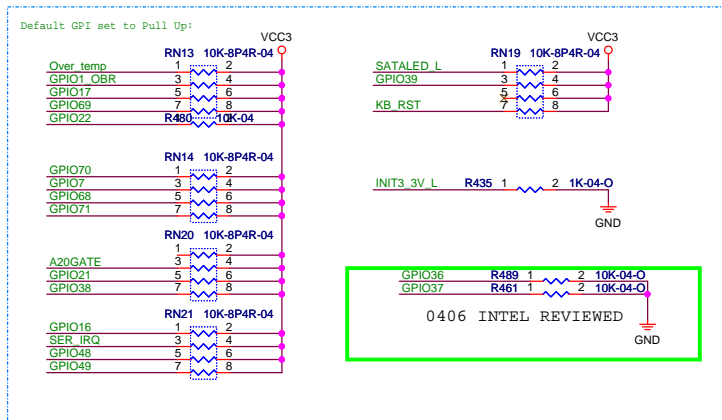 Default GPI set to Pull Up:
VCC3
RN13 10K-8P4R-04
Over_temp 1 2
GPIO1_OBR 3 4
GPIO17 5 6
GPIO69 7 8
GPIO22 R480 10K-04
RN14 10K-8P4R-04
GPIO70 1 2
GPIO7 3 4
GPIO68 5 6
GPIO71 7 8
RN20 10K-8P4R-04
1 2
A20GATE 3 4
GPIO21 5 6
GPIO38 7 8
RN21 10K-8P4R-04
GPIO16 1 2
SER_IRQ 3 4
GPIO48 5 6
GPIO49 7 8
VCC3
RN19 10K-8P4R-04
SATALED_L 1 2
GPIO39 3 4
5 6
KB_RST 7 8
INIT3_3V_L R435 1 2 1K-04-O
GND
GPIO36 R489 1 2 10K-04-O
GPIO37 R461 1 2 10K-04-O
0406 INTEL REVIEWED
GND